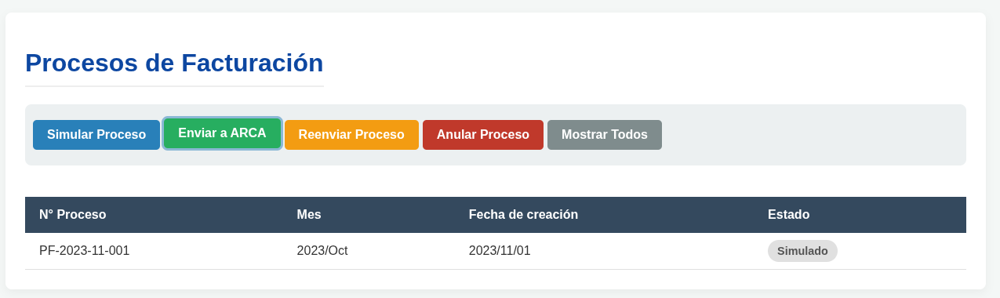 Procesos de Facturación
Simular Proceso Enviar a ARCA Reenviar Proceso Anular Proceso Mostrar Todos
N° Proceso Mes Fecha de creación Estado
PF-2023-11-001 2023/Oct 2023/11/01 Simulado